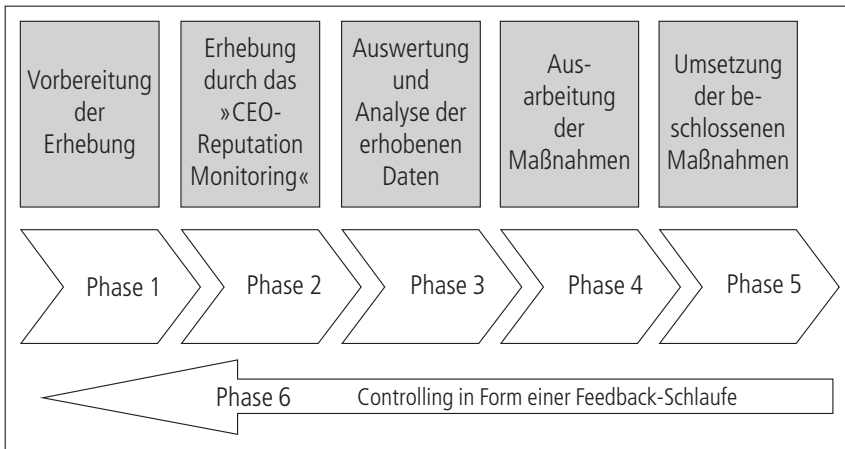 Vorbereitung
der
Erhebung
Erhebung
durch das
»CEO-
Reputation
Monitoring«
Auswertung
und
Analyse der
erhobenen
Daten
Aus-
arbeitung
der
Maßnahmen
Umsetzung
der be-
schlossenen
Maßnahmen
Phase 1
Phase 2
Phase 3
Phase 4
Phase 5
Phase 6 Controlling in Form einer Feedback-Schlaufe